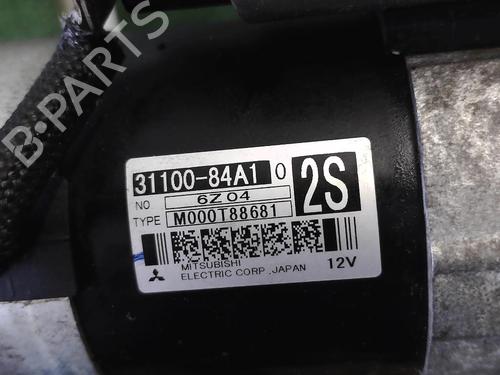 B-PARTS
31100-84A1 0
2S
NO 6Z04
TYPE M000T88681
MITSUBISHI
ELECTRIC CORP. JAPAN 12V